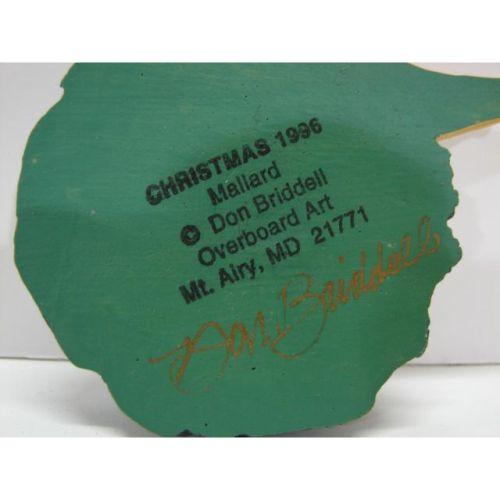 CHRISTMAS 1996
Mallard
© Don Briddell
Overboard Art
Mt. Airy, MD 21771
Don Briddell